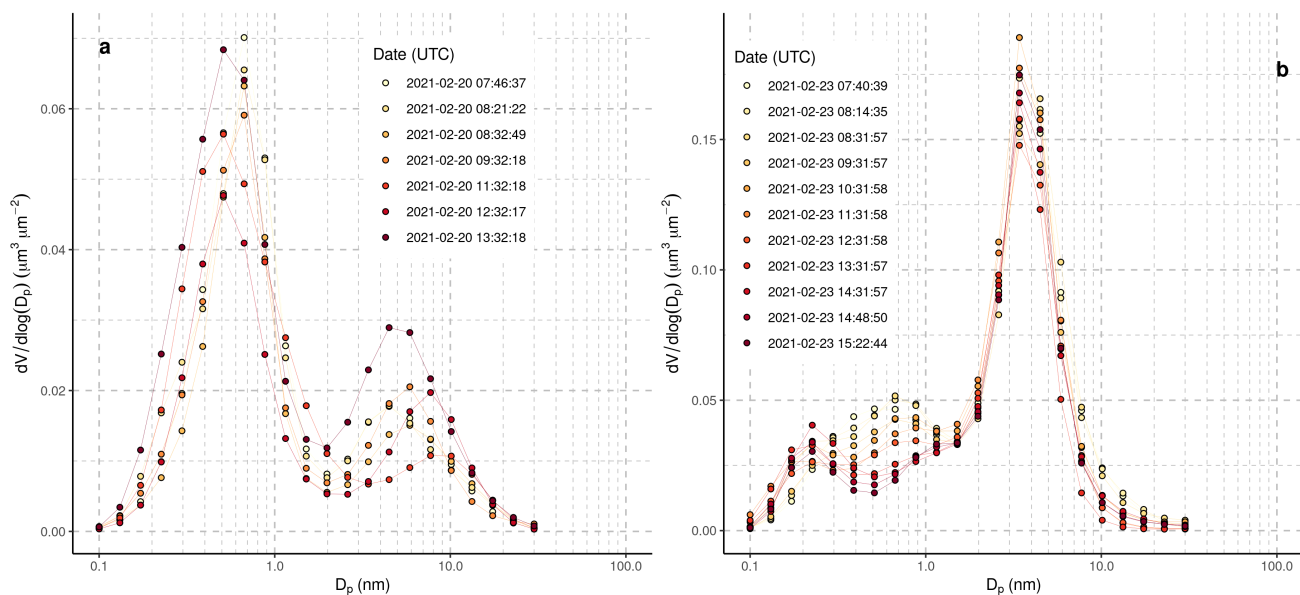 a
Date (UTC)
2021-02-20 07:46:37
2021-02-20 08:21:22
2021-02-20 08:32:49
2021-02-20 09:32:18
2021-02-20 11:32:18
2021-02-20 12:32:17
2021-02-20 13:32:18
dV/dlog(Dp) (μm³ μm⁻²)
0.06
0.04
0.02
0.00
0.1 1.0 10.0 100.0
Dp (nm)
b
Date (UTC)
2021-02-23 07:40:39
2021-02-23 08:14:35
2021-02-23 08:31:57
2021-02-23 09:31:57
2021-02-23 10:31:58
2021-02-23 11:31:58
2021-02-23 12:31:58
2021-02-23 13:31:57
2021-02-23 14:31:57
2021-02-23 14:48:50
2021-02-23 15:22:44
dV/dlog(Dp) (μm³ μm⁻²)
0.15
0.10
0.05
0.00
0.1 1.0 10.0 100.0
Dp (nm)